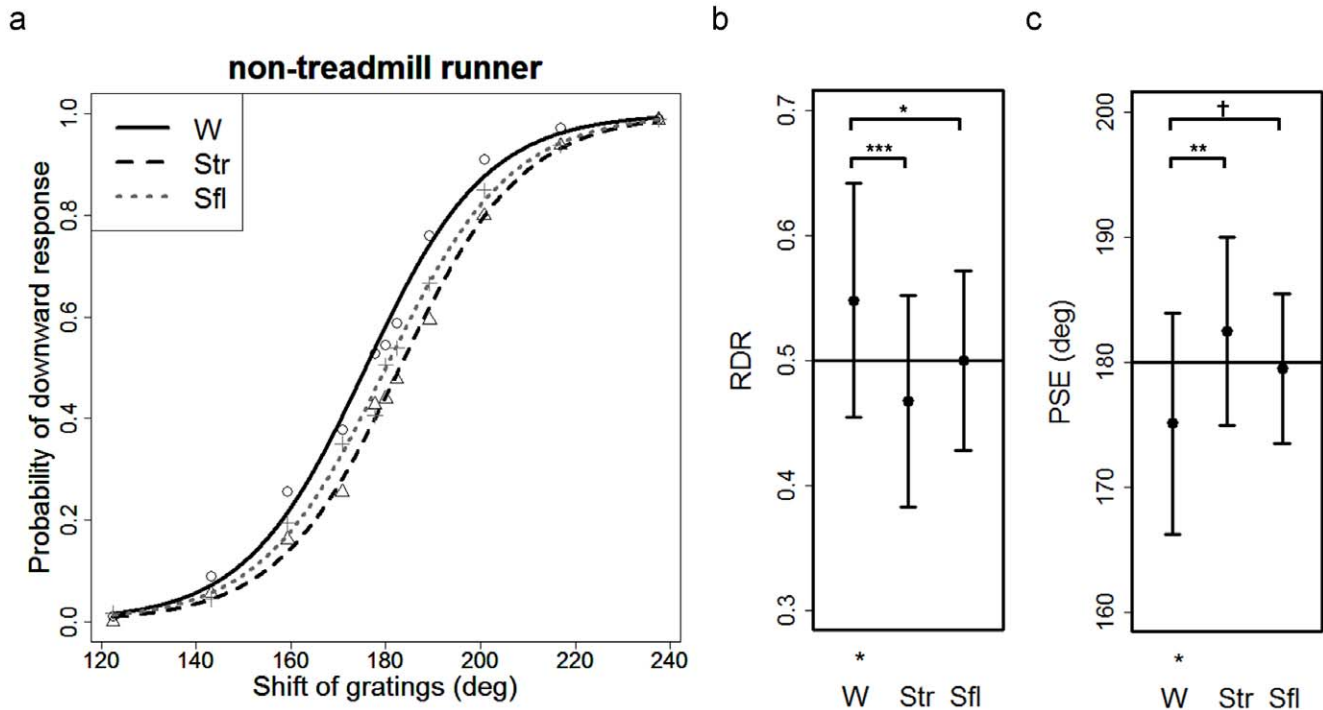 a
non-treadmill runner
Probability of downward response
1.0
0.8
0.6
0.4
0.2
0.0
W
Str
Sfl
120 140 160 180 200 220 240
Shift of gratings (deg)
b
RDR
0.7
0.6
0.5
0.4
0.3
*
***
*
W Str Sfl
c
PSE (deg)
200
190
180
170
160
†
**
*
W Str Sfl